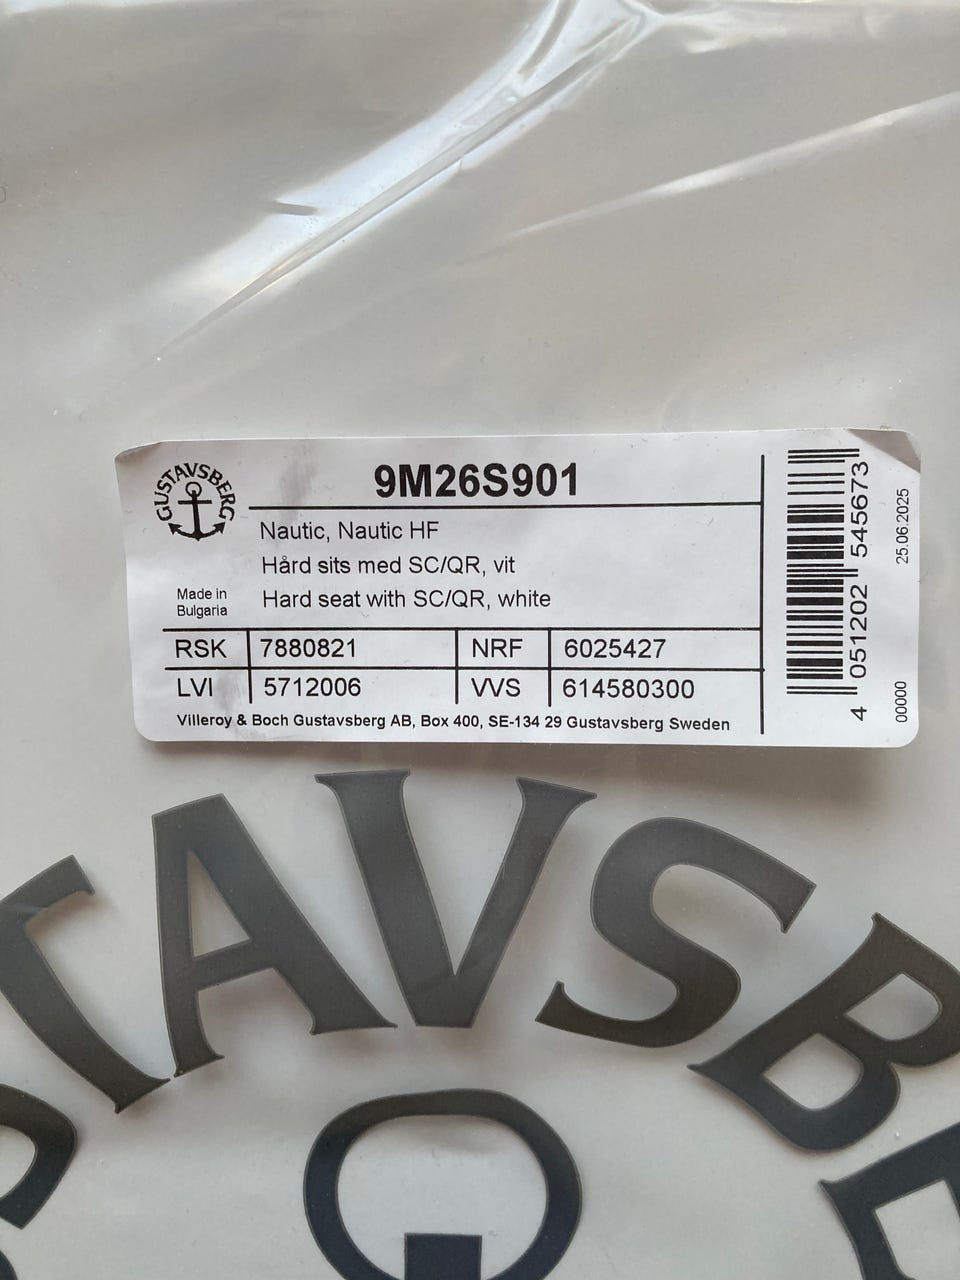 GUSTAVSBERG
9M26S901
Nautic, Nautic HF
Hård sits med SC/QR, vit
Hard seat with SC/QR, white
Made in
Bulgaria
RSK 7880821 NRF 6025427
LVI 5712006 VVS 614580300
Villeroy & Boch Gustavsberg AB, Box 400, SE-134 29 Gustavsberg Sweden
4 051202 545673
00000 25.06.2025
STAVSBE